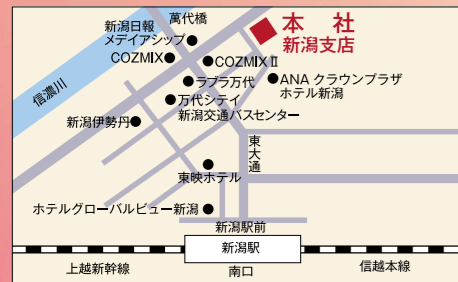 新潟日報
メデイアシップ
萬代橋
本　社
新潟支店
COZMIX
COZMIXⅡ
信濃川
ラブラ万代
ANA クラウンプラザ
ホテル新潟
万代シテイ
新潟交通バスセンター
新潟伊勢丹
東大通
東映ホテル
ホテルグローバルビュー新潟
新潟駅前
新潟駅
上越新幹線
南口
信越本線